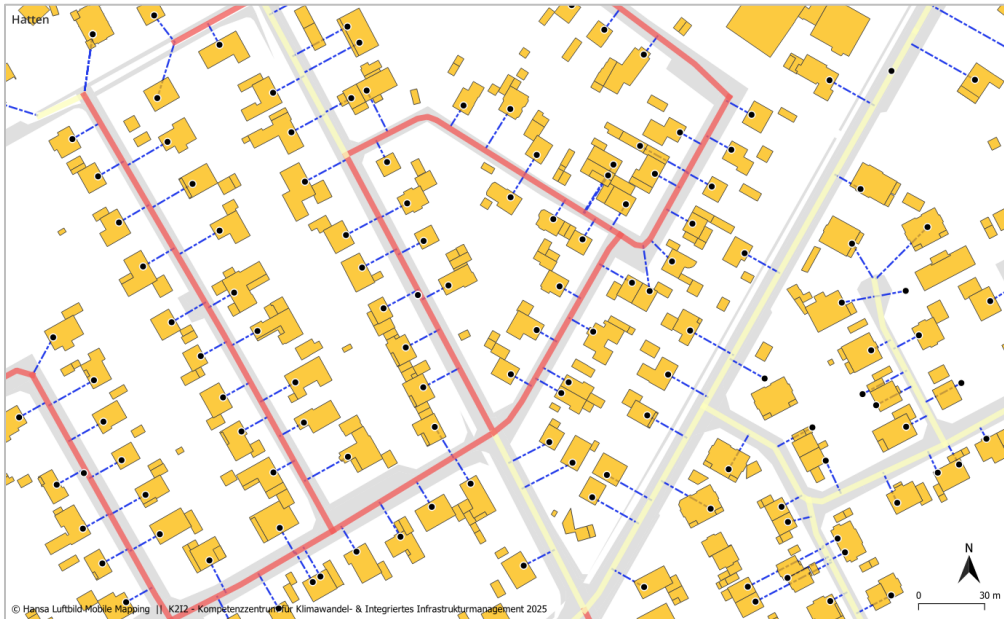 Hatten
N
0 30 m
© Hansa Luftbild Mobile Mapping || K2I2 - Kompetenzzentrum für Klimawandel- & Integriertes Infrastrukturmanagement 2025